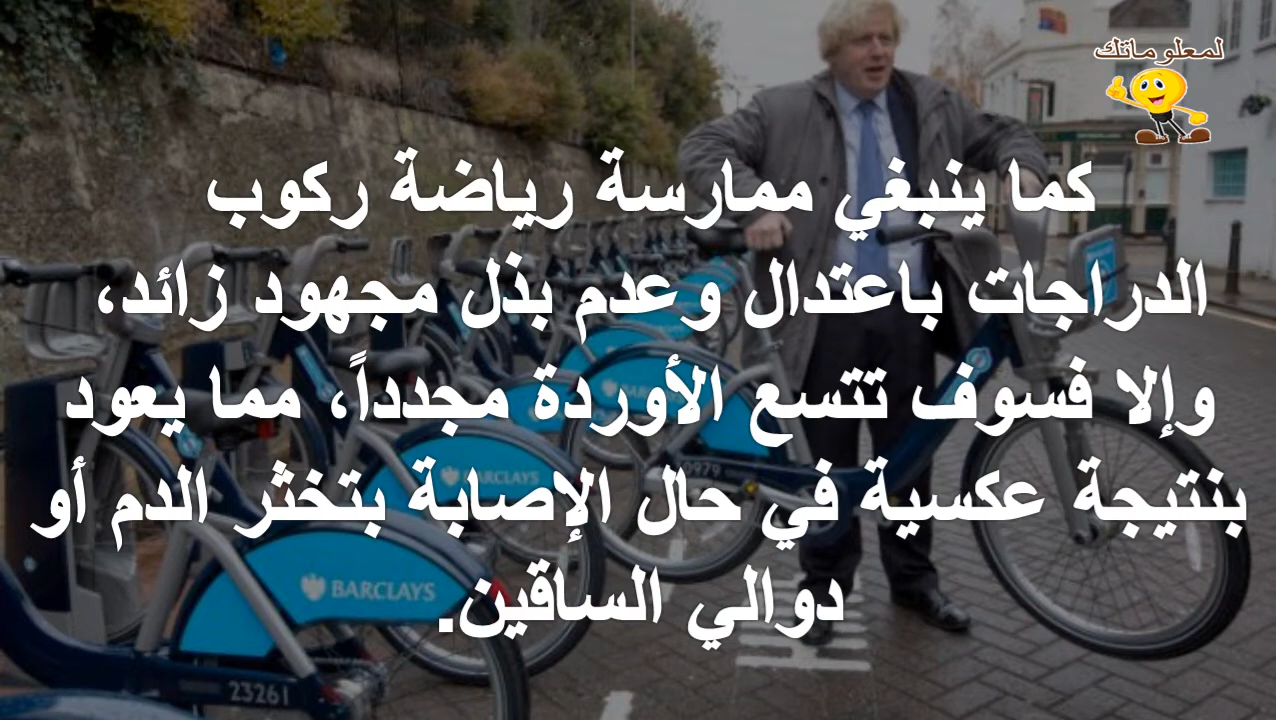 لمعلوماتك
كما ينبغي ممارسة رياضة ركوب
الدراجات باعتدال وعدم بذل مجهود زائد،
وإلا فسوف تتسع الأوردة مجدداً، مما يعود
بنتيجة عكسية في حال الإصابة بتخثر الدم أو
دوالي الساقين.
BARCLAYS
BARCLAYS
23261